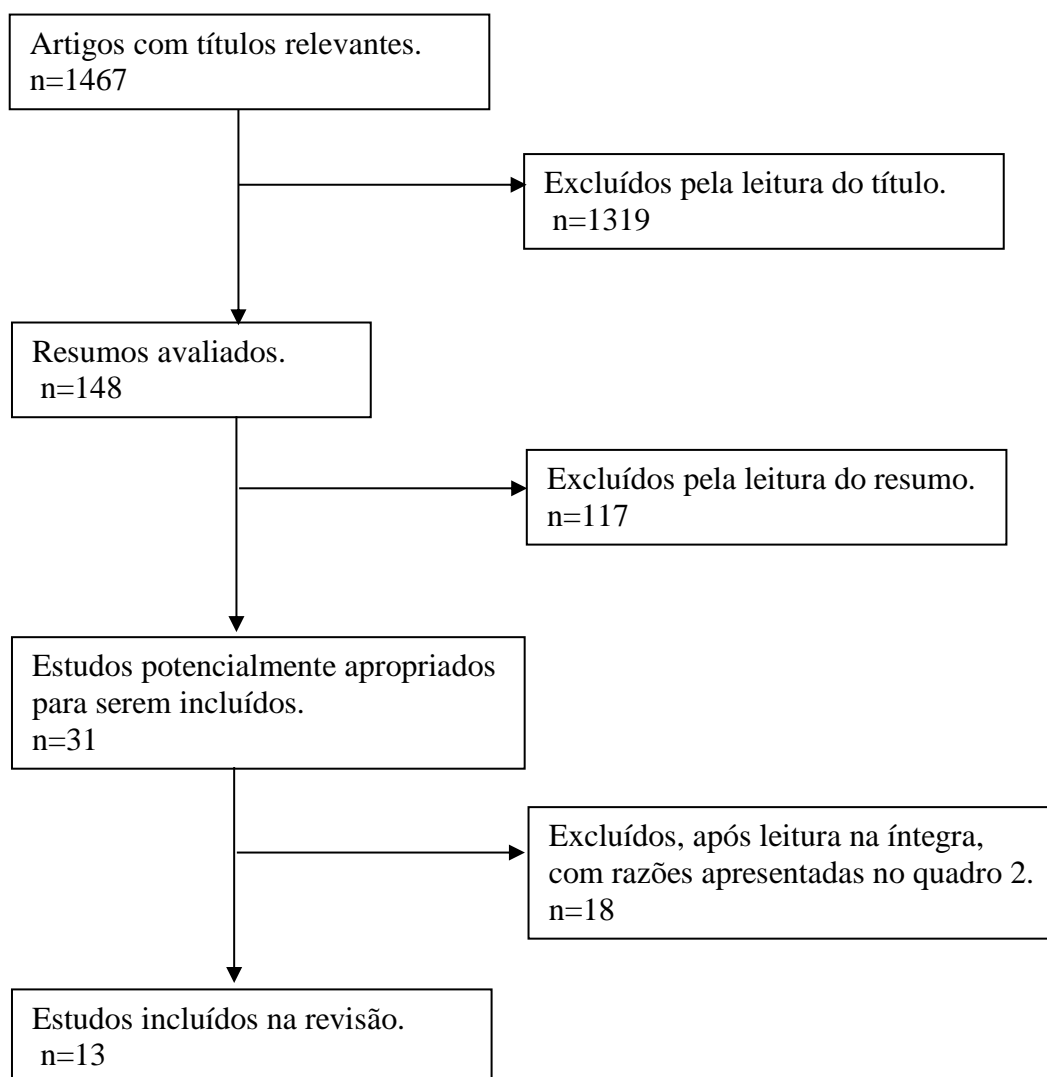 Artigos com títulos relevantes.
n=1467
Excluídos pela leitura do título.
n=1319
Resumos avaliados.
n=148
Excluídos pela leitura do resumo.
n=117
Estudos potencialmente apropriados
para serem incluídos.
n=31
Excluídos, após leitura na íntegra,
com razões apresentadas no quadro 2.
n=18
Estudos incluídos na revisão.
n=13